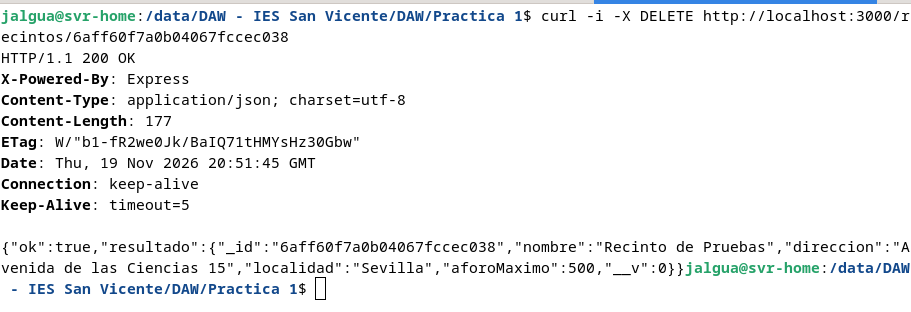 jalgua@svr-home:/data/DAW - IES San Vicente/DAW/Practica 1$ curl -i -X DELETE http://localhost:3000/r
ecintos/6aff60f7a0b04067fccec038
HTTP/1.1 200 OK
X-Powered-By: Express
Content-Type: application/json; charset=utf-8
Content-Length: 177
ETag: W/"b1-fR2we0Jk/BaIQ71tHMYsHz30Gbw"
Date: Thu, 19 Nov 2026 20:51:45 GMT
Connection: keep-alive
Keep-Alive: timeout=5

{"ok":true,"resultado":{"_id":"6aff60f7a0b04067fccec038","nombre":"Recinto de Pruebas","direccion":"A
venida de las Ciencias 15","localidad":"Sevilla","aforoMaximo":500,"__v":0}}jalgua@svr-home:/data/DAW
 - IES San Vicente/DAW/Practica 1$